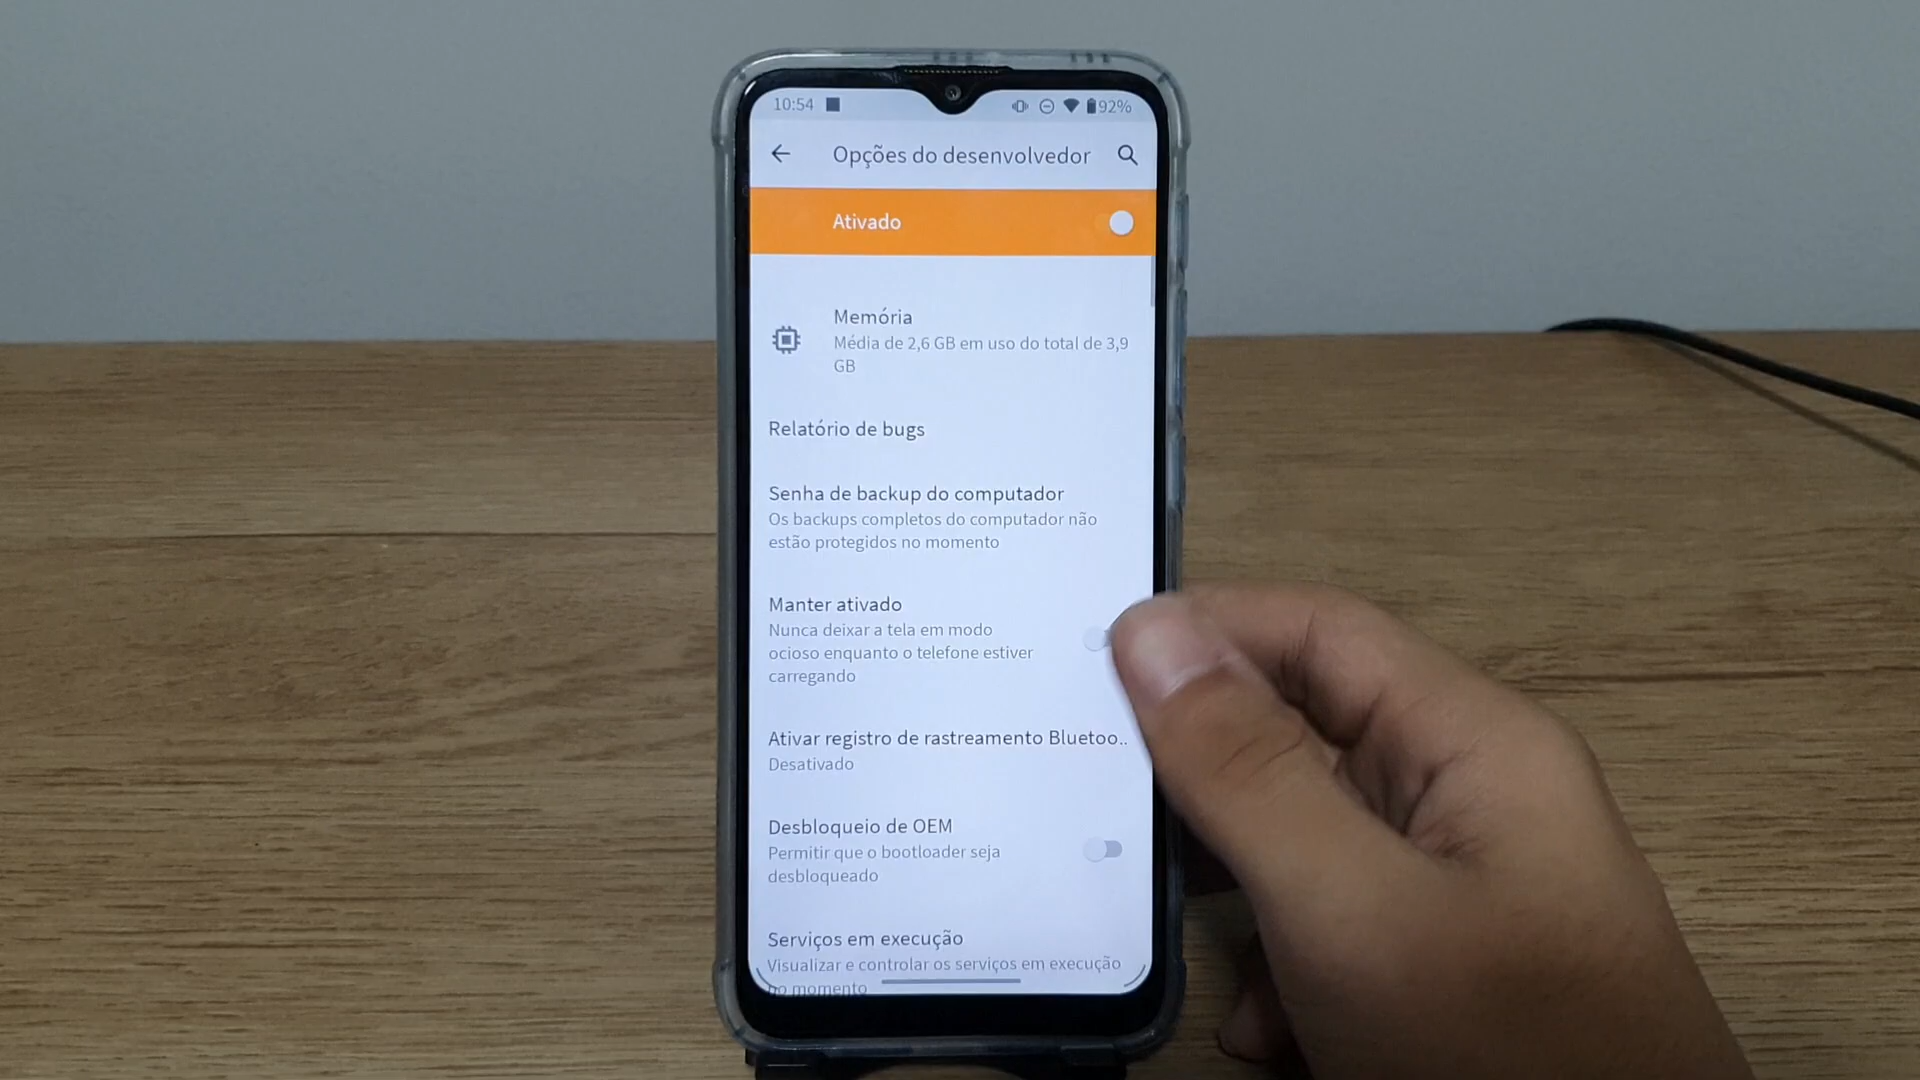 10:54
92%
Opções do desenvolvedor
Ativado
Memória
Média de 2,6 GB em uso do total de 3,9
GB
Relatório de bugs
Senha de backup do computador
Os backups completos do computador não
estão protegidos no momento
Manter ativado
Nunca deixar a tela em modo
ocioso enquanto o telefone estiver
carregando
Ativar registro de rastreamento Bluetoo..
Desativado
Desbloqueio de OEM
Permitir que o bootloader seja
desbloqueado
Serviços em execução
Visualizar e controlar os serviços em execução
no momento